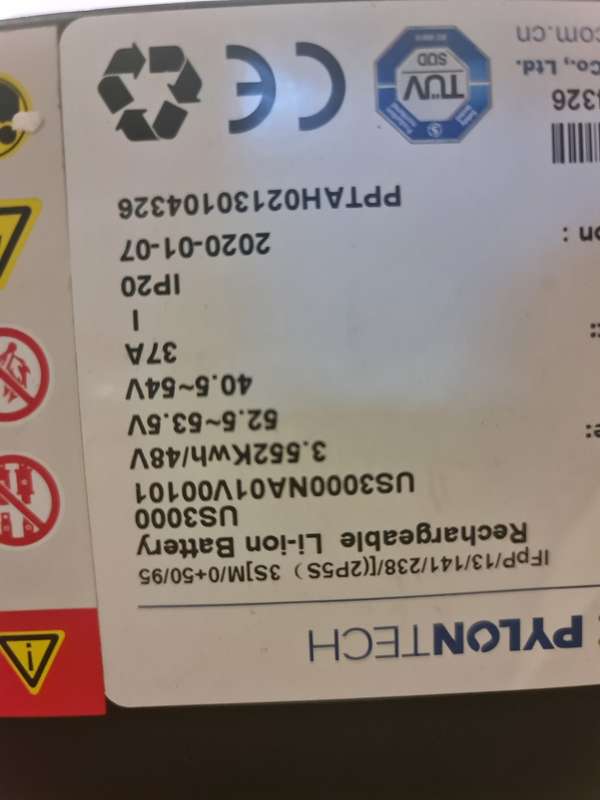 PYLONTECH
IFpP/13/141/238/[(2P5S) 3S]M/0+50/95
Rechargeable Li-ion Battery
US3000
US3000NA01V00101
3.552Kwh/48V
52.5~53.5V
40.5~54V
37A
I
IP20
2020-01-07
PPTAH02130104326
TÜV
SÜD
CE
4326
Co., Ltd.
com.cn